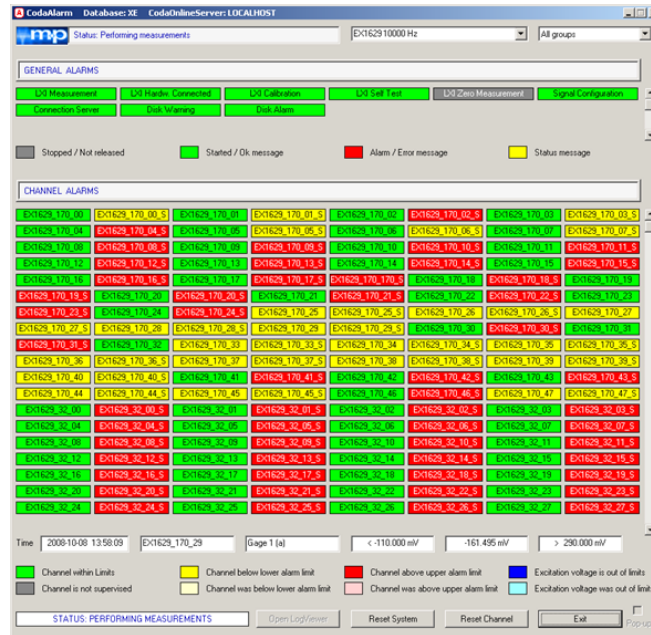 CodaAlarm Database: XE CodaOnlineServer: LOCALHOST
mp Status: Performing measurements EX1629 10000 Hz All groups
GENERAL ALARMS
LXI Measurement LXI Hardw. Connected LXI Calibration LXI Self Test LXI Zero Measurement Signal Configuration
Connection Server Disk Warning Disk Alarm
Stopped / Not released Started / Ok message Alarm / Error message Status message
CHANNEL ALARMS
EX1629_170_00 EX1629_170_00_S EX1629_170_01 EX1629_170_01_S EX1629_170_02 EX1629_170_02_S EX1629_170_03 EX1629_170_03_S
EX1629_170_04 EX1629_170_04_S EX1629_170_05 EX1629_170_05_S EX1629_170_06 EX1629_170_06_S EX1629_170_07 EX1629_170_07_S
EX1629_170_08 EX1629_170_08_S EX1629_170_09 EX1629_170_09_S EX1629_170_10 EX1629_170_10_S EX1629_170_11 EX1629_170_11_S
EX1629_170_12 EX1629_170_12_S EX1629_170_13 EX1629_170_13_S EX1629_170_14 EX1629_170_14_S EX1629_170_15 EX1629_170_15_S
EX1629_170_16 EX1629_170_16_S EX1629_170_17 EX1629_170_17_S EX1629_170_170_S EX1629_170_18 EX1629_170_18_S EX1629_170_19
EX1629_170_19_S EX1629_170_20 EX1629_170_20_S EX1629_170_21 EX1629_170_21_S EX1629_170_22 EX1629_170_22_S EX1629_170_23
EX1629_170_23_S EX1629_170_24 EX1629_170_24_S EX1629_170_25 EX1629_170_25_S EX1629_170_26 EX1629_170_26_S EX1629_170_27
EX1629_170_27_S EX1629_170_28 EX1629_170_28_S EX1629_170_29 EX1629_170_29_S EX1629_170_30 EX1629_170_30_S EX1629_170_31
EX1629_170_31_S EX1629_170_32 EX1629_170_33 EX1629_170_33_S EX1629_170_34 EX1629_170_34_S EX1629_170_35 EX1629_170_35_S
EX1629_170_36 EX1629_170_36_S EX1629_170_37 EX1629_170_37_S EX1629_170_38 EX1629_170_38_S EX1629_170_39 EX1629_170_39_S
EX1629_170_40 EX1629_170_40_S EX1629_170_41 EX1629_170_41_S EX1629_170_42 EX1629_170_42_S EX1629_170_43 EX1629_170_43_S
EX1629_170_44 EX1629_170_44_S EX1629_170_45 EX1629_170_45_S EX1629_170_46 EX1629_170_46_S EX1629_170_47 EX1629_170_47_S
EX1629_32_00 EX1629_32_00_S EX1629_32_01 EX1629_32_01_S EX1629_32_02 EX1629_32_02_S EX1629_32_03 EX1629_32_03_S
EX1629_32_04 EX1629_32_04_S EX1629_32_05 EX1629_32_05_S EX1629_32_06 EX1629_32_06_S EX1629_32_07 EX1629_32_07_S
EX1629_32_08 EX1629_32_08_S EX1629_32_09 EX1629_32_09_S EX1629_32_10 EX1629_32_10_S EX1629_32_11 EX1629_32_11_S
EX1629_32_12 EX1629_32_12_S EX1629_32_13 EX1629_32_13_S EX1629_32_14 EX1629_32_14_S EX1629_32_15 EX1629_32_15_S
EX1629_32_16 EX1629_32_16_S EX1629_32_17 EX1629_32_17_S EX1629_32_18 EX1629_32_18_S EX1629_32_19 EX1629_32_19_S
EX1629_32_20 EX1629_32_20_S EX1629_32_21 EX1629_32_21_S EX1629_32_22 EX1629_32_22_S EX1629_32_23 EX1629_32_23_S
EX1629_32_24 EX1629_32_24_S EX1629_32_25 EX1629_32_25_S EX1629_32_26 EX1629_32_26_S EX1629_32_27 EX1629_32_27_S
Time 2008-10-08 13:58:09 EX1629_170_29 Gage 1 (a) < -110.000 mV -161.495 mV > 290.000 mV
Channel within Limits Channel below lower alarm limit Channel above upper alarm limit Excitation voltage is out of limits
Channel is not supervised Channel was below lower alarm limit Channel was above upper alarm limit Excitation voltage was out of limits
STATUS: PERFORMING MEASUREMENTS Open LogViewer Reset System Reset Channel Exit Pop-up